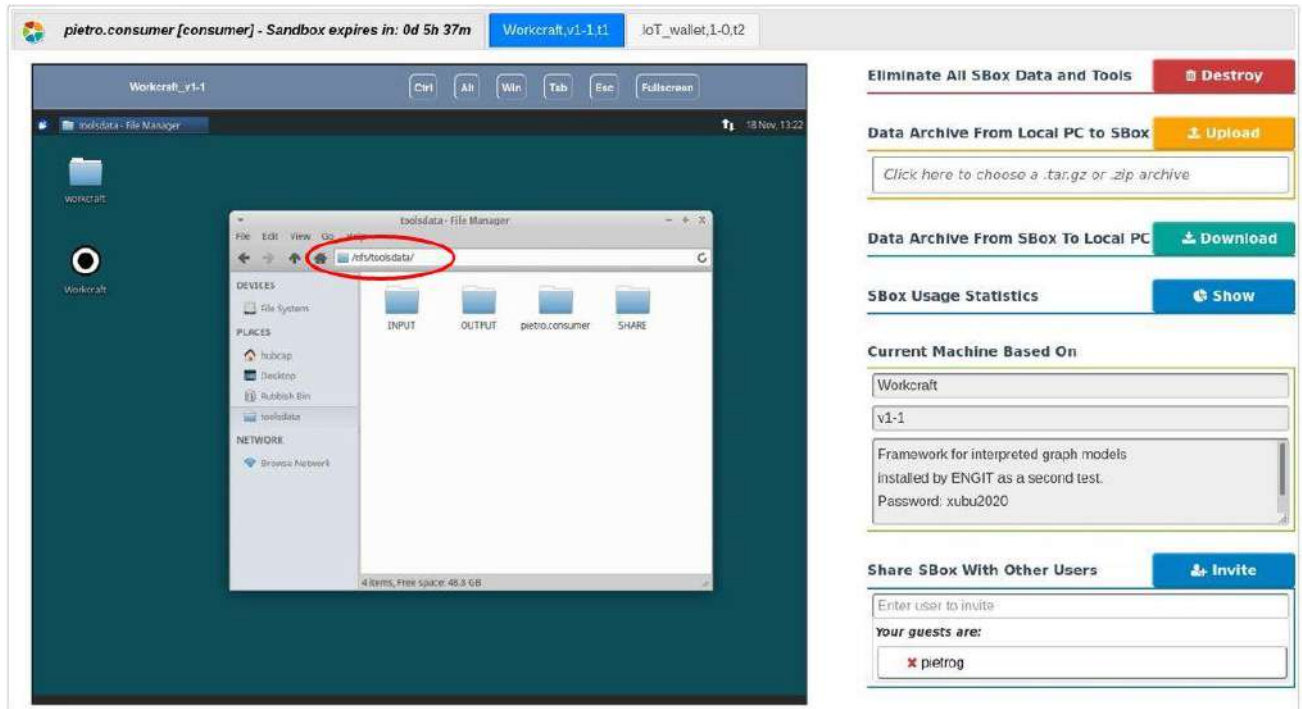 pietro.consumer [consumer] - Sandbox expires in: 0d 5h 37m
Workcraft,v1-1,t1
IoT_wallet,1-0,t2
Workcraft_v1-1
Ctrl
Alt
Win
Tab
Esc
Fullscreen
toolsdata - File Manager
18 Nov, 13:22
workcraft
Workcraft
toolsdata - File Manager
File Edit View Go Help
/nfs/toolsdata/
DEVICES
File System
PLACES
hubcap
Desktop
Rubbish Bin
toolsdata
NETWORK
Browse Network
INPUT
OUTPUT
pietro.consumer
SHARE
4 items, Free space: 48.8 GB
Eliminate All SBox Data and Tools
Destroy
Data Archive From Local PC to SBox
Upload
Click here to choose a .tar.gz or .zip archive
Data Archive From SBox To Local PC
Download
SBox Usage Statistics
Show
Current Machine Based On
Workcraft
v1-1
Framework for interpreted graph models
installed by ENGIT as a second test.
Password: xubu2020
Share SBox With Other Users
Invite
Enter user to invite
Your guests are:
pietrog